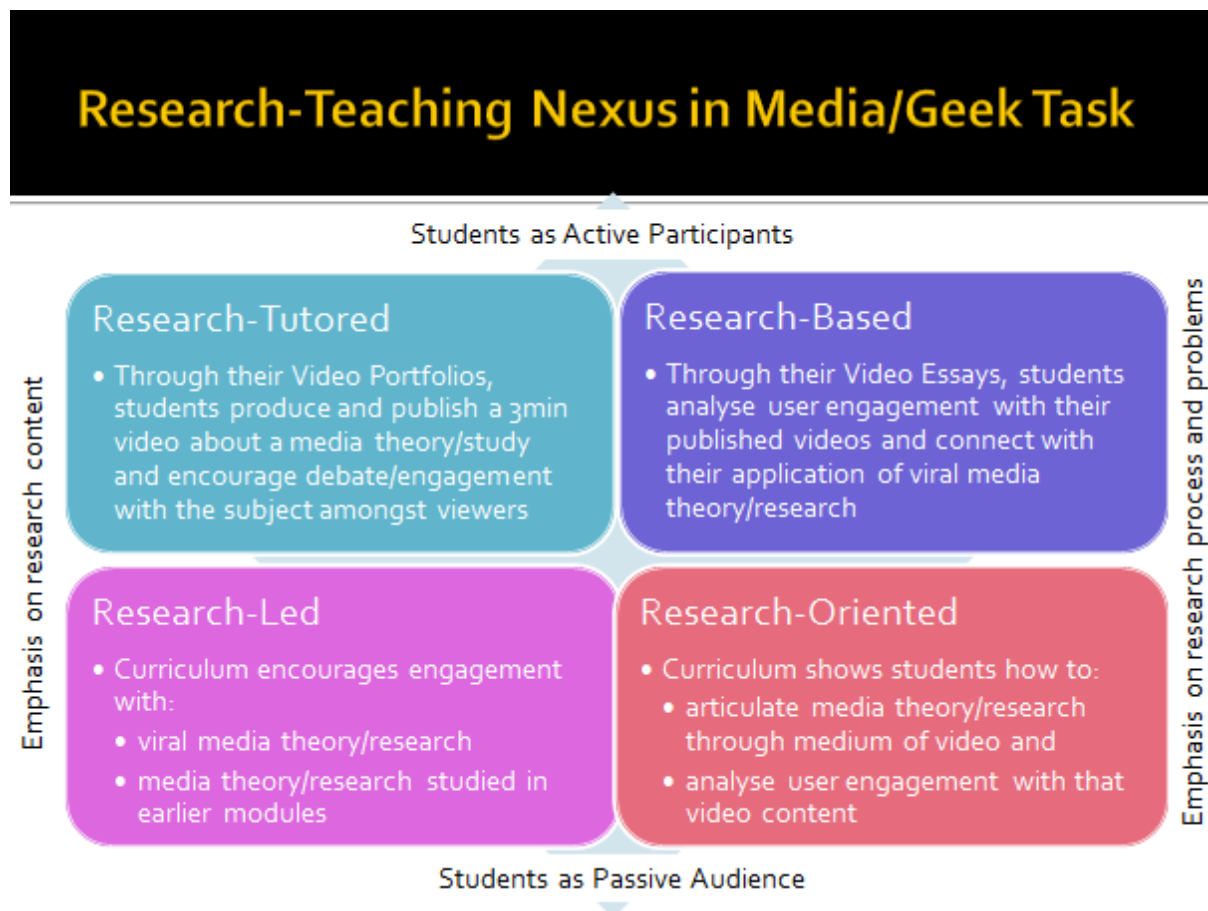 Research-Teaching Nexus in Media/Geek Task
Students as Active Participants
Emphasis on research content
Research-Tutored
• Through their Video Portfolios,
students produce and publish a 3min
video about a media theory/study
and encourage debate/engagement
with the subject amongst viewers
Research-Based
• Through their Video Essays, students
analyse user engagement with their
published videos and connect with
their application of viral media
theory/research
Research-Led
• Curriculum encourages engagement
with:
• viral media theory/research
• media theory/research studied in
earlier modules
Research-Oriented
• Curriculum shows students how to:
• articulate media theory/research
through medium of video and
• analyse user engagement with that
video content
Emphasis on research process and problems
Students as Passive Audience